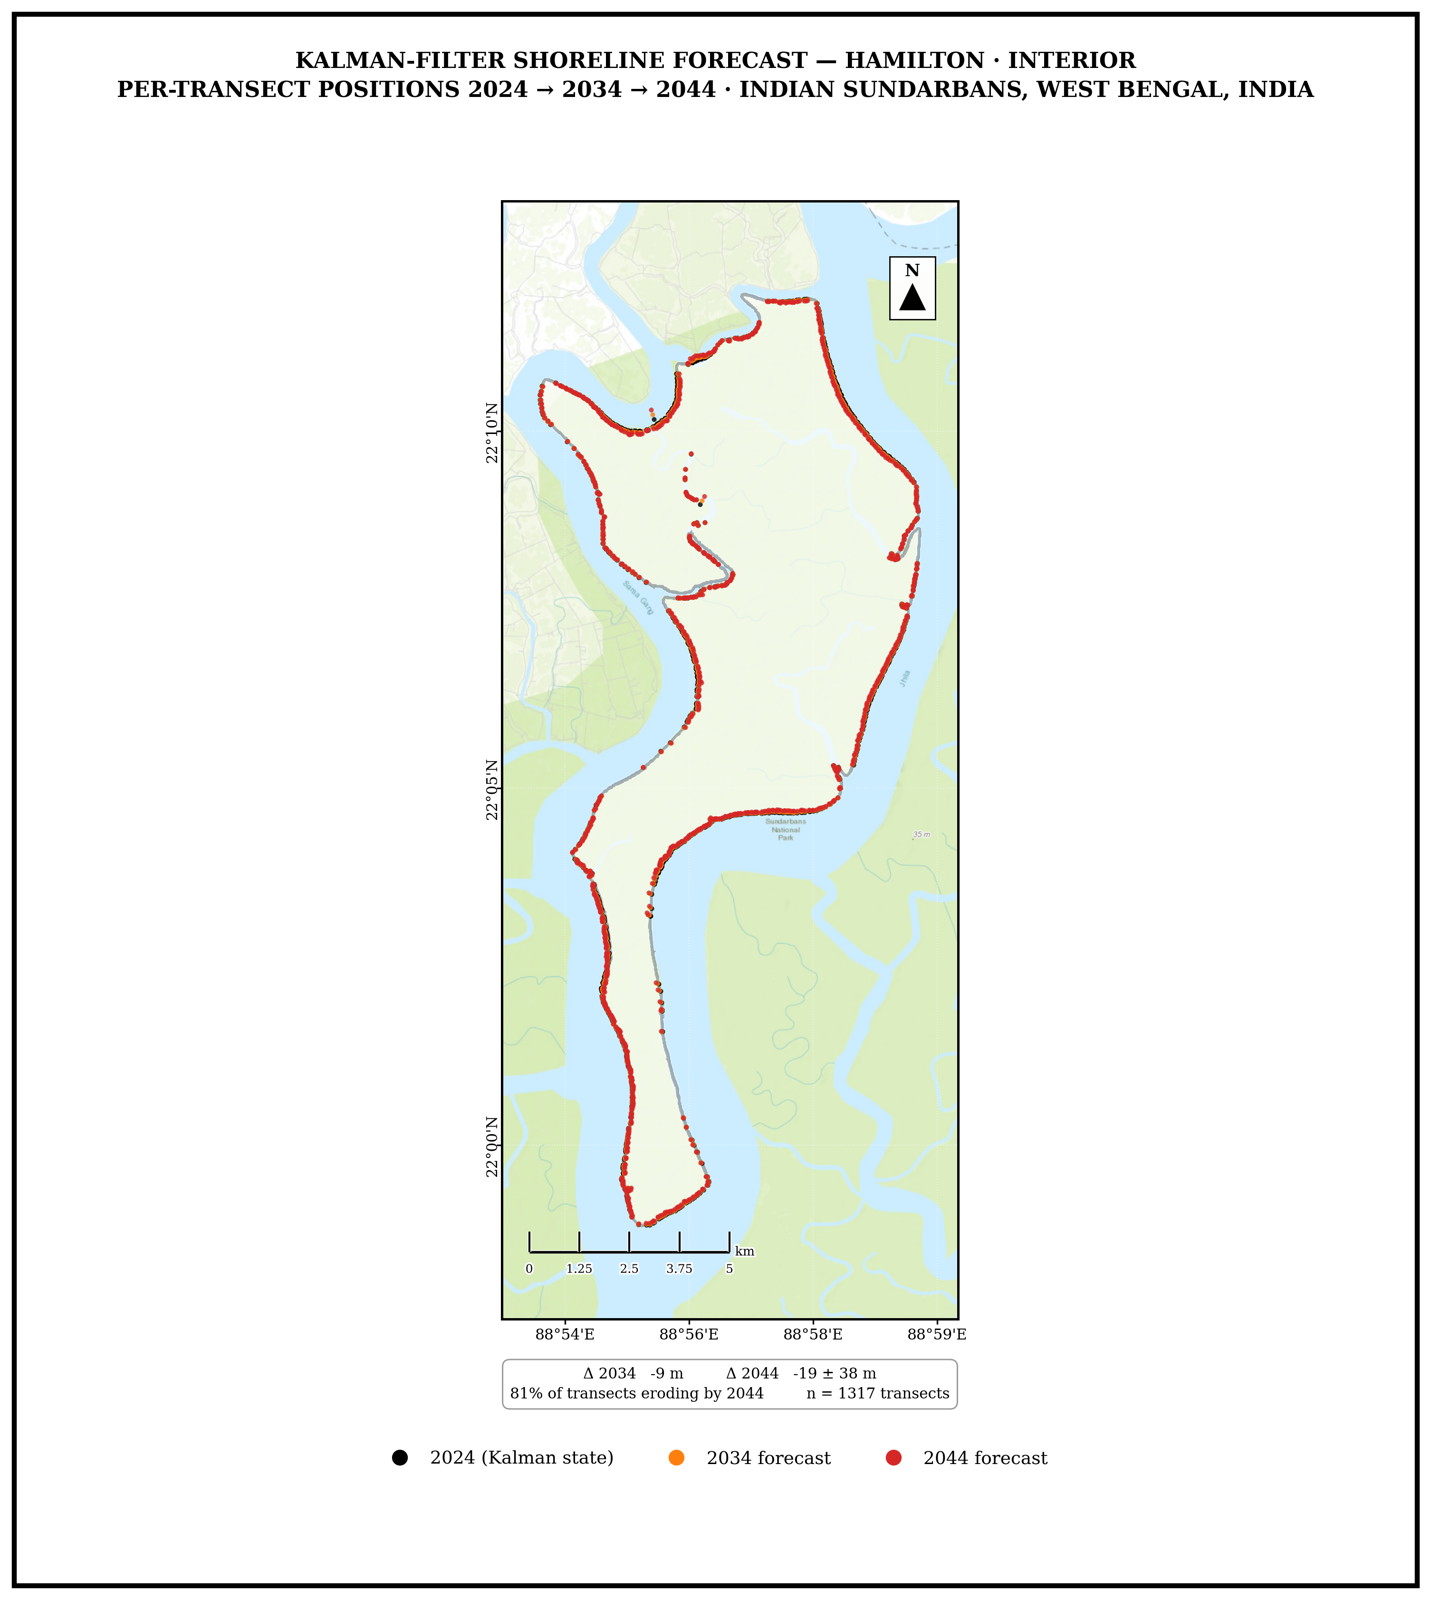 KALMAN-FILTER SHORELINE FORECAST — HAMILTON · INTERIOR
PER-TRANSECT POSITIONS 2024 → 2034 → 2044 · INDIAN SUNDARBANS, WEST BENGAL, INDIA
N
22°10'N
Jhila
22°05'N
Sundarbans
National
Park
35 m
22°00'N
km
0 1.25 2.5 3.75 5
88°54'E 88°56'E 88°58'E 88°59'E
Δ 2034 -9 m Δ 2044 -19 ± 38 m
81% of transects eroding by 2044 n = 1317 transects
2024 (Kalman state) 2034 forecast 2044 forecast